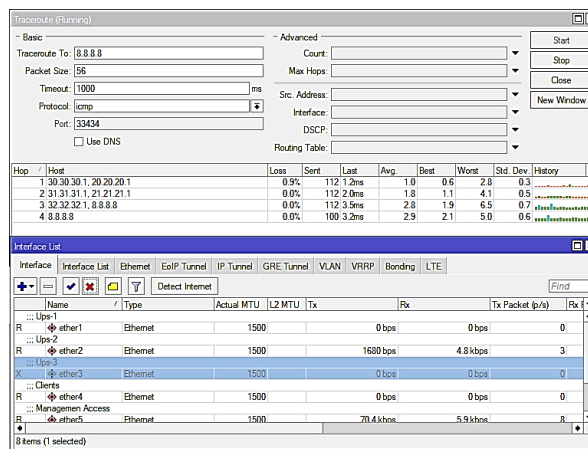 Traceroute (Running)
Basic
Traceroute To: 8.8.8.8
Packet Size: 56
Timeout: 1000 ms
Protocol: icmp
Port: 33434
Use DNS
Advanced
Count:
Max Hops:
Src. Address:
Interface:
DSCP:
Routing Table:
Start
Stop
Close
New Window
Hop Host Loss Sent Last Avg. Best Worst Std. Dev. History
1 30.30.30.1, 20.20.20.1 0.9% 112 1.2ms 1.0 0.6 2.8 0.3
2 31.31.31.1, 21.21.21.1 0.0% 112 2.0ms 1.8 1.1 4.1 0.5
3 32.32.32.1, 8.8.8.8 0.0% 112 3.5ms 2.8 1.9 6.5 0.7
4 8.8.8.8 0.0% 100 3.2ms 2.9 2.1 5.0 0.6
Interface List
Interface Interface List Ethernet EoIP Tunnel IP Tunnel GRE Tunnel VLAN VRRP Bonding LTE
Detect Internet
Find
Name Type Actual MTU L2 MTU Tx Rx Tx Packet (p/s) Rx
;;; Ups-1
R ether1 Ethernet 1500 0 bps 0 bps 0
;;; Ups-2
R ether2 Ethernet 1500 1680 bps 4.8 kbps 3
;;; Ups-3
X ether3 Ethernet 1500 0 bps 0 bps 0
;;; Clients
R ether4 Ethernet 1500 0 bps 0 bps 0
;;; Managemen Access
R ether5 Ethernet 1500 70.4 kbps 5.9 kbps 8
8 items (1 selected)